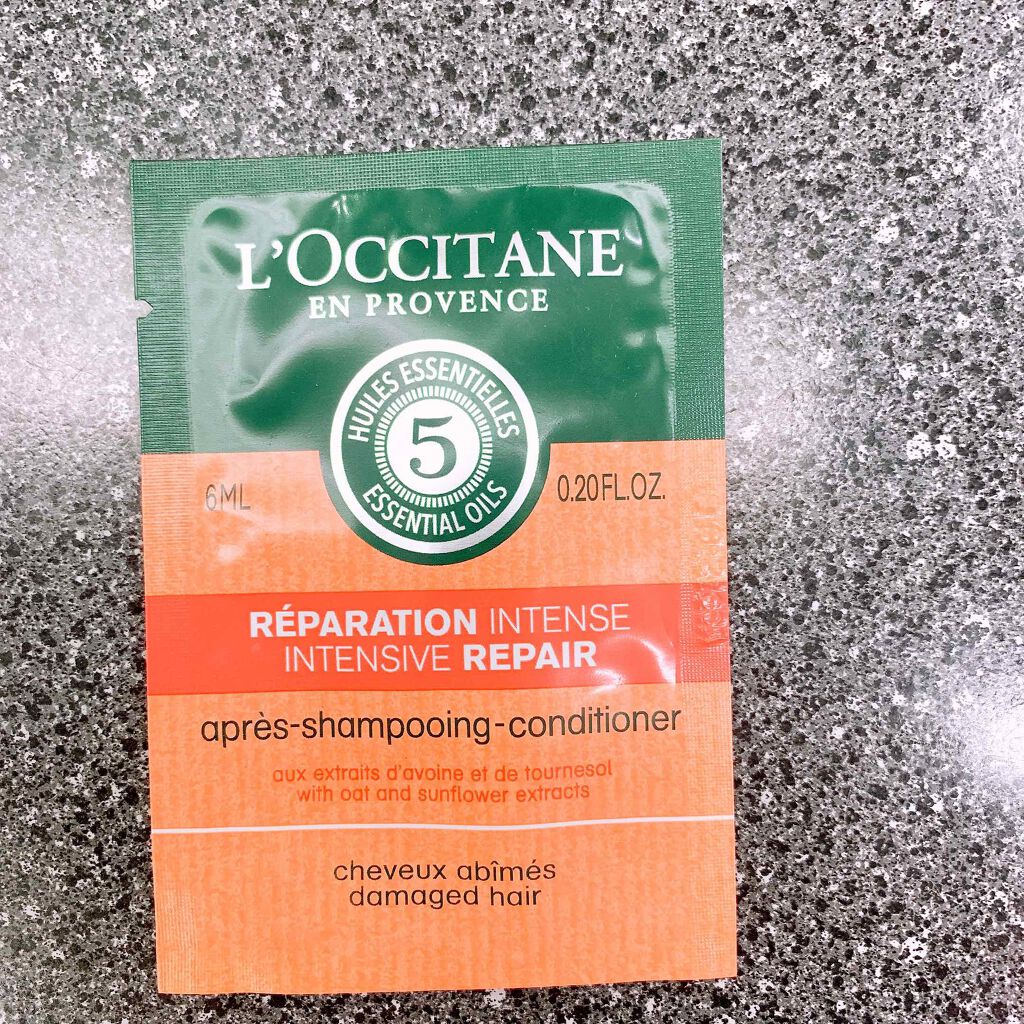 L'OCCITANE
EN PROVENCE
HUILES ESSENTIELLES
5
ESSENTIAL OILS
6ML
0.20FL.OZ.
RÉPARATION INTENSE
INTENSIVE REPAIR
après-shampooing-conditioner
aux extraits d'avoine et de tournesol
with oat and sunflower extracts
cheveux abîmés
damaged hair